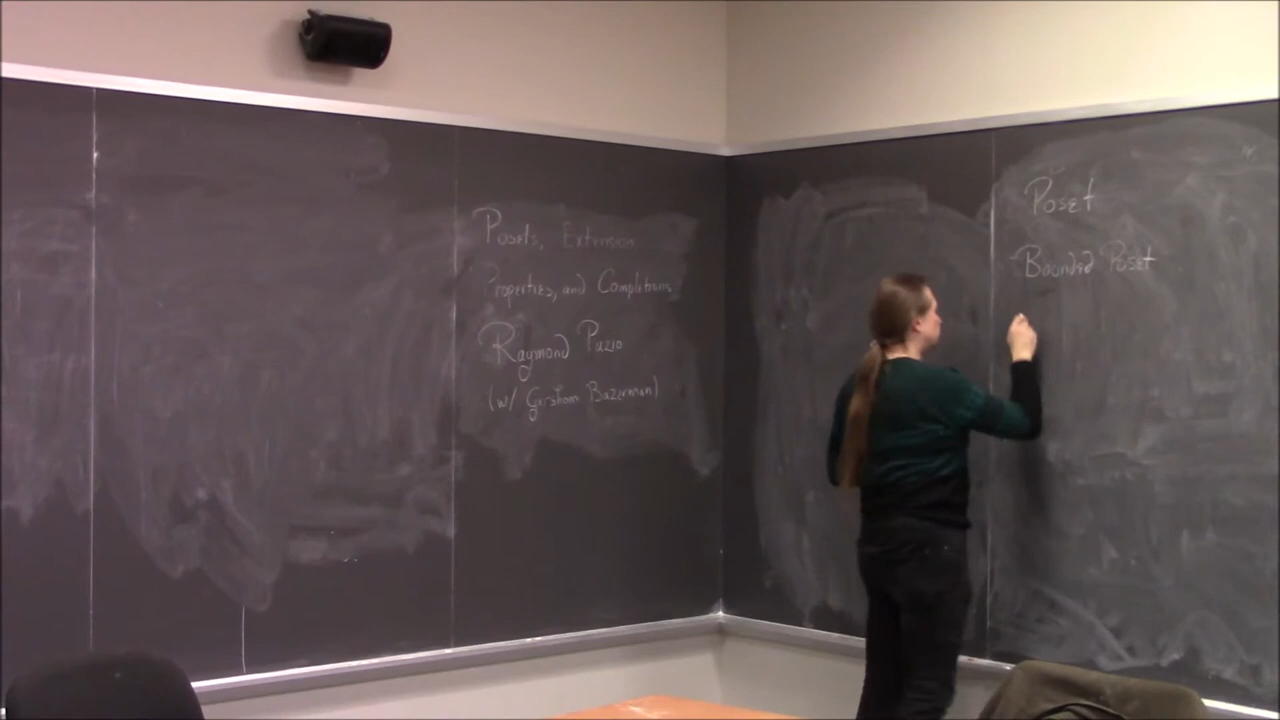 Posets, Extension
Properties, and Completions
Raymond Puzio
(w/ Gershom Bazerman)
Poset
Bounded Poset